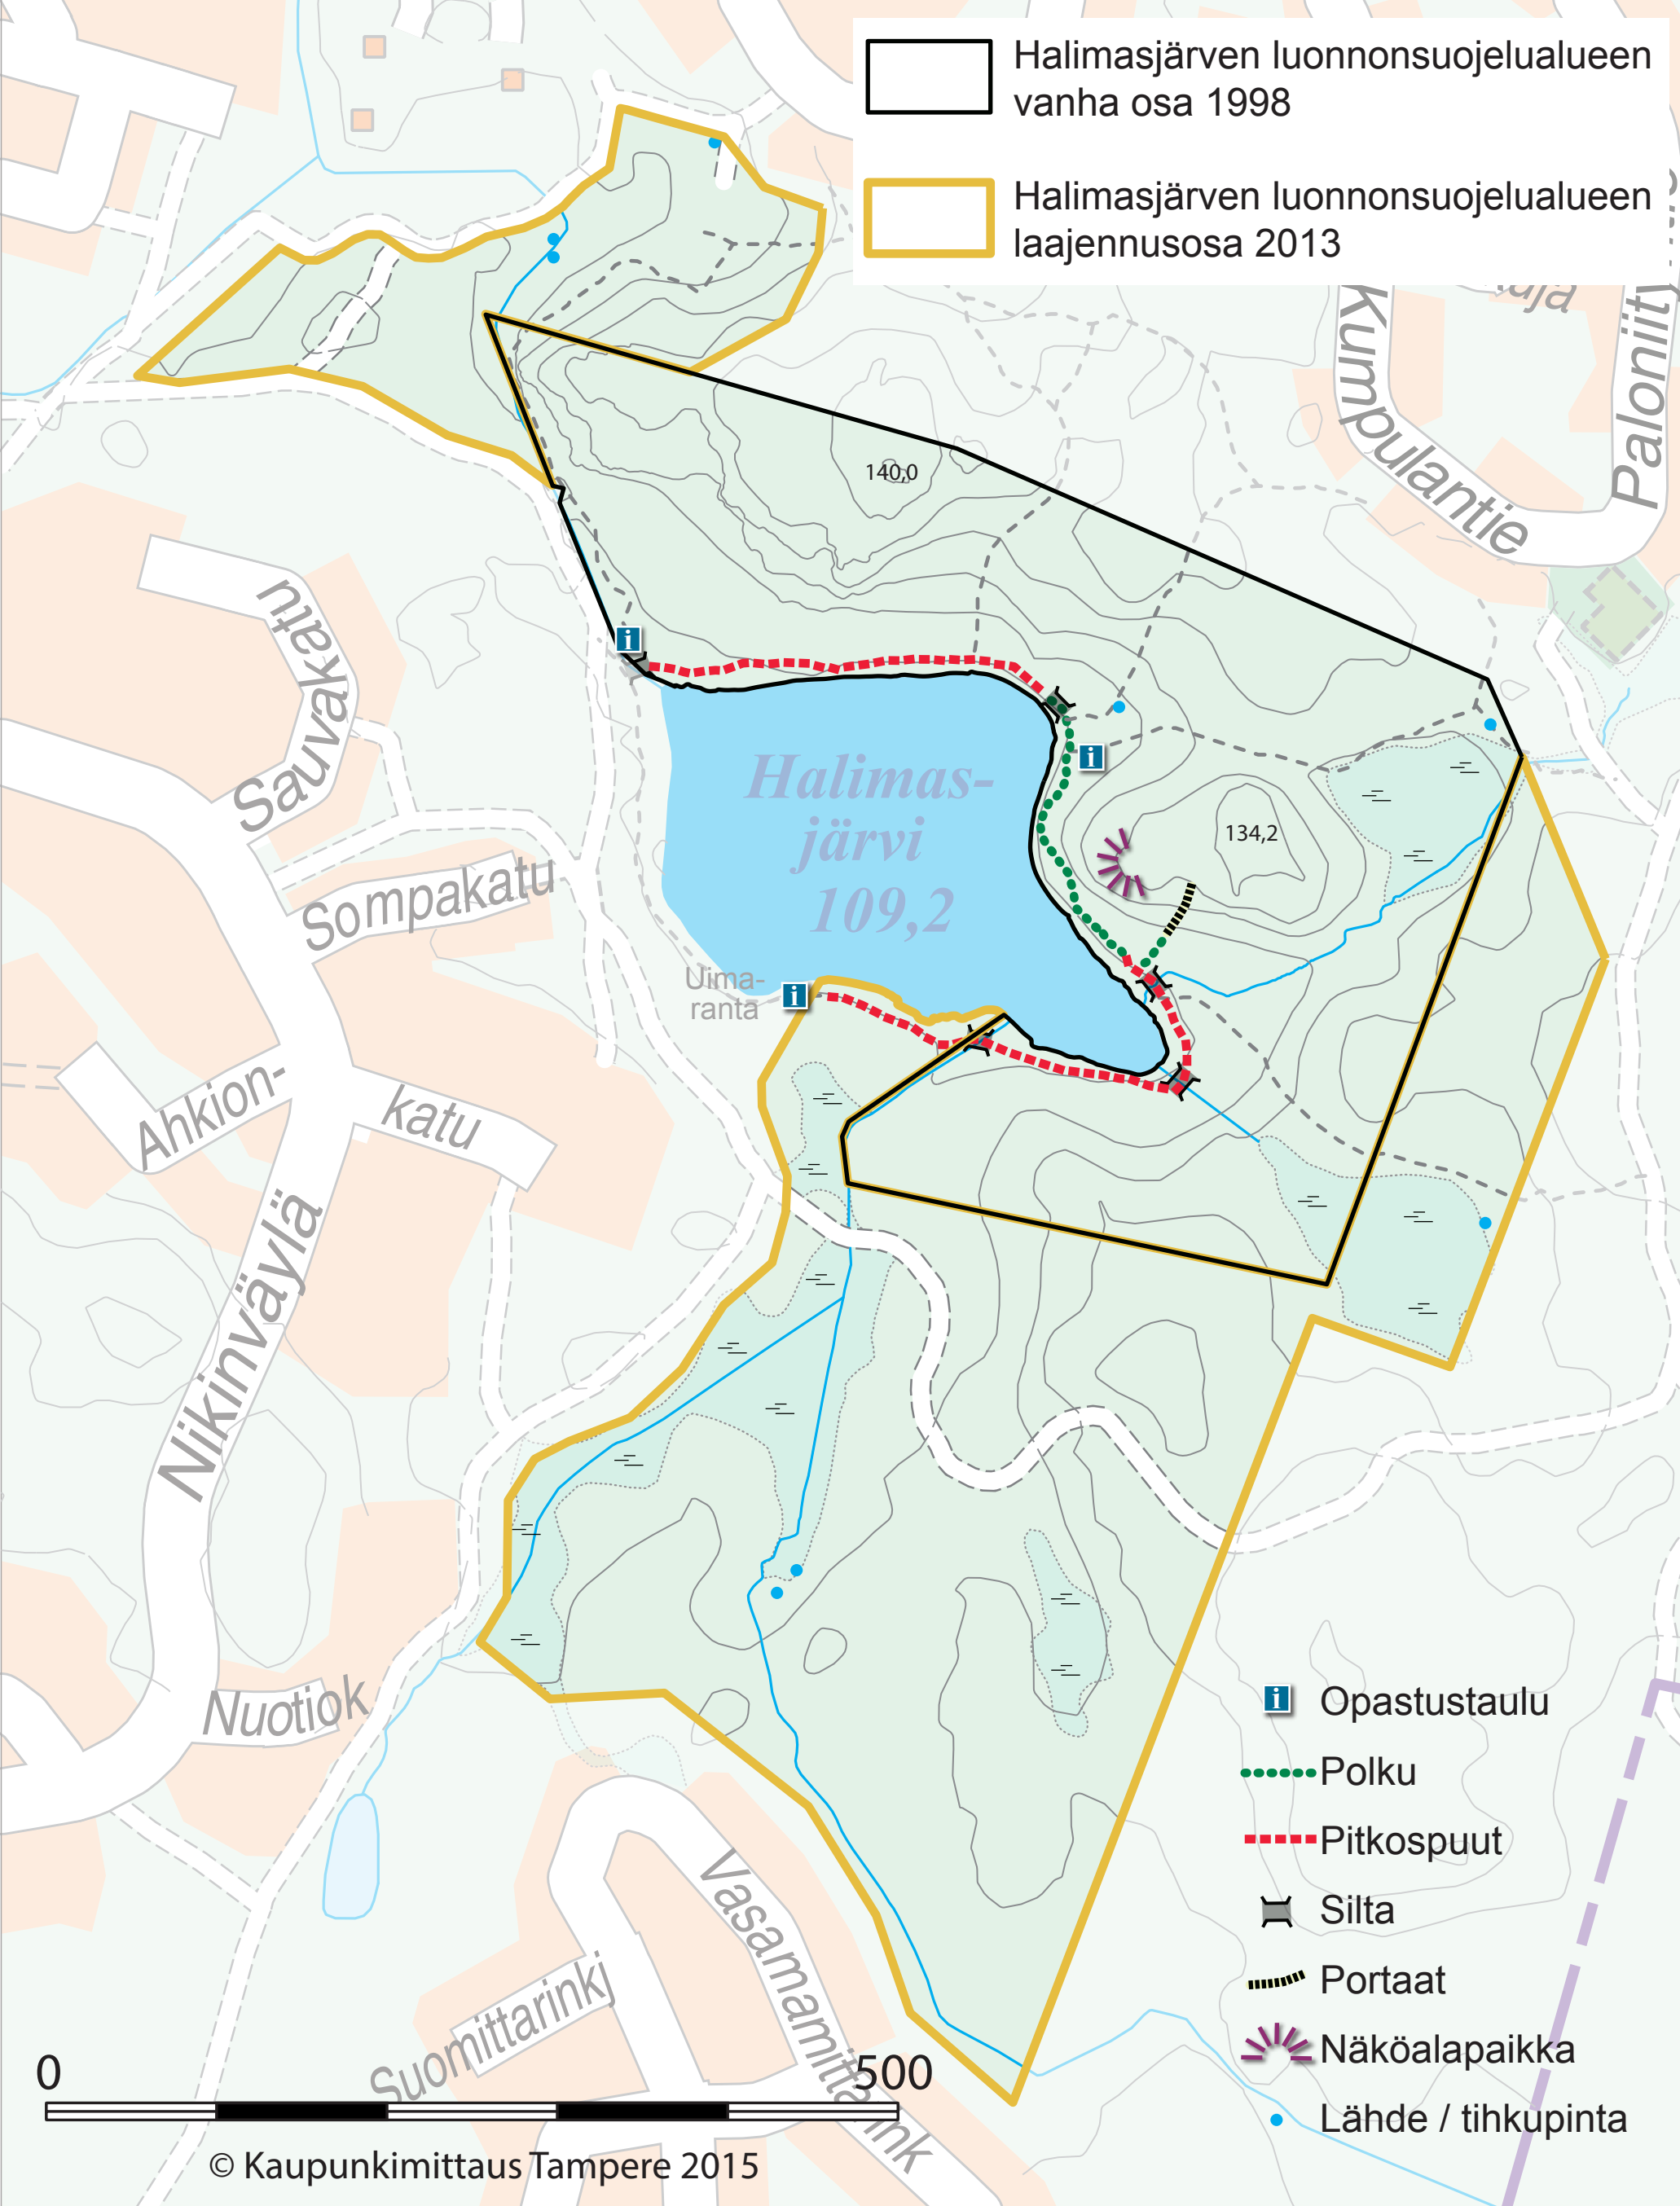 Halimasjärven luonnonsuojelualueen
vanha osa 1998
Halimasjärven luonnonsuojelualueen
laajennusosa 2013
Kumpulantie
140,0
Sauvakatu
Halimas-
järvi
109,2
134,2
Sompakatu
Uima-
ranta
Ahkion-
katu
Nikinväylä
Nuotiok
Vasamamittarink
Suomittarinkj
i Opastustaulu
Polku
Pitkospuut
Silta
Portaat
Näköalapaikka
Lähde / tihkupinta
0 500
© Kaupunkimittaus Tampere 2015